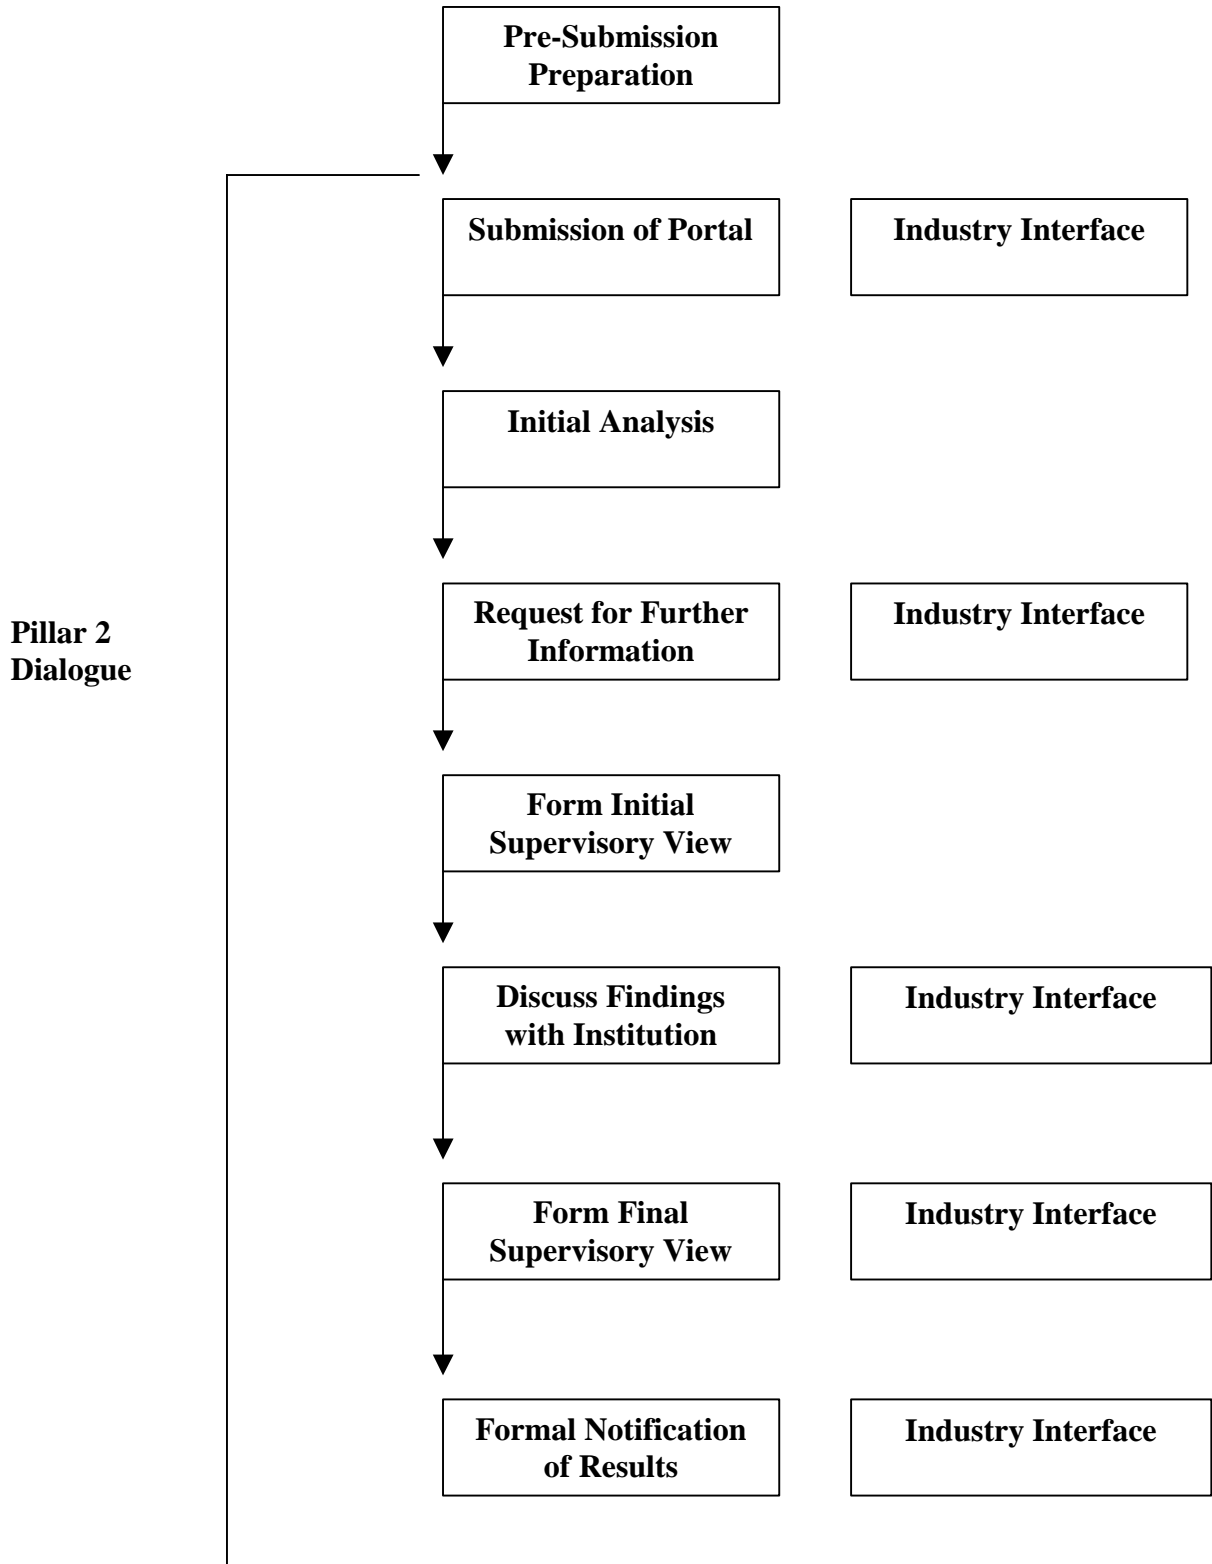 Pre-Submission
Preparation
Submission of Portal
Industry Interface
Initial Analysis
Request for Further
Information
Industry Interface
Pillar 2
Dialogue
Form Initial
Supervisory View
Discuss Findings
with Institution
Industry Interface
Form Final
Supervisory View
Industry Interface
Formal Notification
of Results
Industry Interface